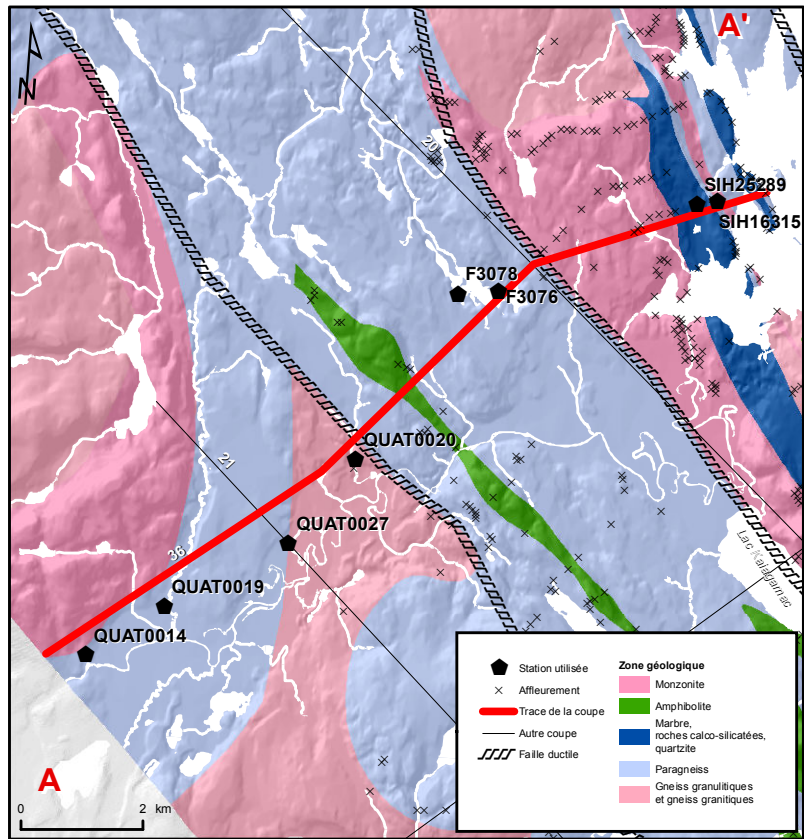 A'
N
20
SIH25289
SIH16315
F3078
F3076
QUAT0020
21
QUAT0027
36
QUAT0019
QUAT0014
Lac Kalagamac
A
0 2 km
Station utilisée
Affleurement
Trace de la coupe
Autre coupe
Faille ductile
Zone géologique
Monzonite
Amphibolite
Marbre,
roches calco-silicatées,
quartzite
Paragneiss
Gneiss granulitiques
et gneiss granitiques